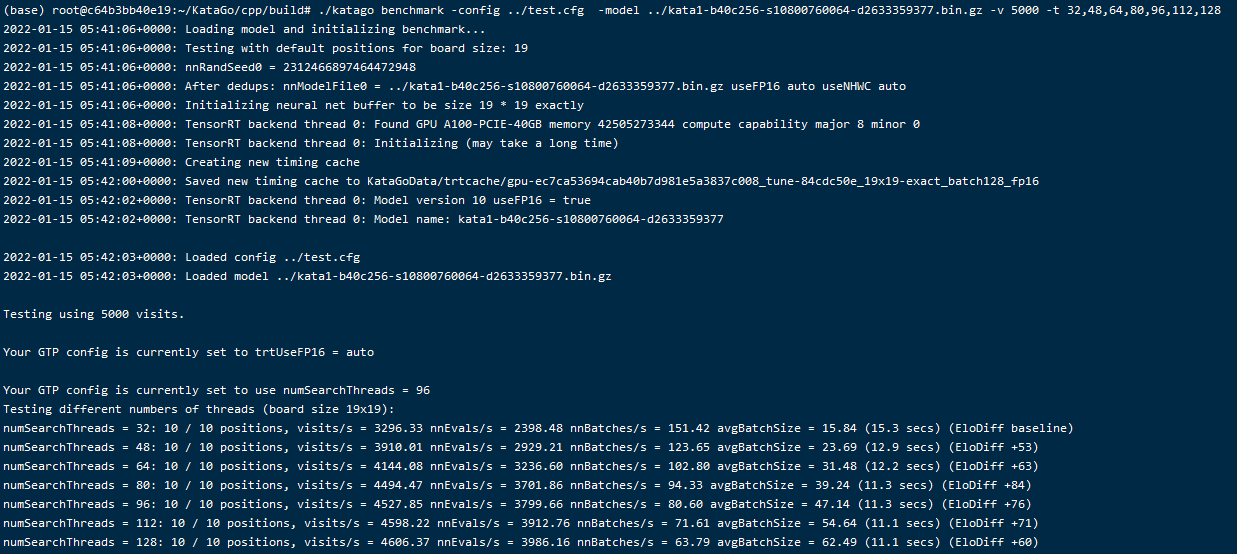 (base) root@c64b3bb40e19:~/KataGo/cpp/build# ./katago benchmark -config ../test.cfg  -model ../kata1-b40c256-s10800760064-d2633359377.bin.gz -v 5000 -t 32,48,64,80,96,112,128
2022-01-15 05:41:06+0000: Loading model and initializing benchmark...
2022-01-15 05:41:06+0000: Testing with default positions for board size: 19
2022-01-15 05:41:06+0000: nnRandSeed0 = 2312466897464472948
2022-01-15 05:41:06+0000: After dedups: nnModelFile0 = ../kata1-b40c256-s10800760064-d2633359377.bin.gz useFP16 auto useNHWC auto
2022-01-15 05:41:06+0000: Initializing neural net buffer to be size 19 * 19 exactly
2022-01-15 05:41:08+0000: TensorRT backend thread 0: Found GPU A100-PCIE-40GB memory 42505273344 compute capability major 8 minor 0
2022-01-15 05:41:08+0000: TensorRT backend thread 0: Initializing (may take a long time)
2022-01-15 05:41:09+0000: Creating new timing cache
2022-01-15 05:42:00+0000: Saved new timing cache to KataGoData/trtcache/gpu-ec7ca53694cab40b7d981e5a3837c008_tune-84cdc50e_19x19-exact_batch128_fp16
2022-01-15 05:42:02+0000: TensorRT backend thread 0: Model version 10 useFP16 = true
2022-01-15 05:42:02+0000: TensorRT backend thread 0: Model name: kata1-b40c256-s10800760064-d2633359377
2022-01-15 05:42:03+0000: Loaded config ../test.cfg
2022-01-15 05:42:03+0000: Loaded model ../kata1-b40c256-s10800760064-d2633359377.bin.gz
Testing using 5000 visits.
Your GTP config is currently set to trtUseFP16 = auto
Your GTP config is currently set to use numSearchThreads = 96
Testing different numbers of threads (board size 19x19):
numSearchThreads = 32: 10 / 10 positions, visits/s = 3296.33 nnEvals/s = 2398.48 nnBatches/s = 151.42 avgBatchSize = 15.84 (15.3 secs) (EloDiff baseline)
numSearchThreads = 48: 10 / 10 positions, visits/s = 3910.01 nnEvals/s = 2929.21 nnBatches/s = 123.65 avgBatchSize = 23.69 (12.9 secs) (EloDiff +53)
numSearchThreads = 64: 10 / 10 positions, visits/s = 4144.08 nnEvals/s = 3236.60 nnBatches/s = 102.80 avgBatchSize = 31.48 (12.2 secs) (EloDiff +63)
numSearchThreads = 80: 10 / 10 positions, visits/s = 4494.47 nnEvals/s = 3701.86 nnBatches/s = 94.33 avgBatchSize = 39.24 (11.3 secs) (EloDiff +84)
numSearchThreads = 96: 10 / 10 positions, visits/s = 4527.85 nnEvals/s = 3799.66 nnBatches/s = 80.60 avgBatchSize = 47.14 (11.3 secs) (EloDiff +76)
numSearchThreads = 112: 10 / 10 positions, visits/s = 4598.22 nnEvals/s = 3912.76 nnBatches/s = 71.61 avgBatchSize = 54.64 (11.1 secs) (EloDiff +71)
numSearchThreads = 128: 10 / 10 positions, visits/s = 4606.37 nnEvals/s = 3986.16 nnBatches/s = 63.79 avgBatchSize = 62.49 (11.1 secs) (EloDiff +60)